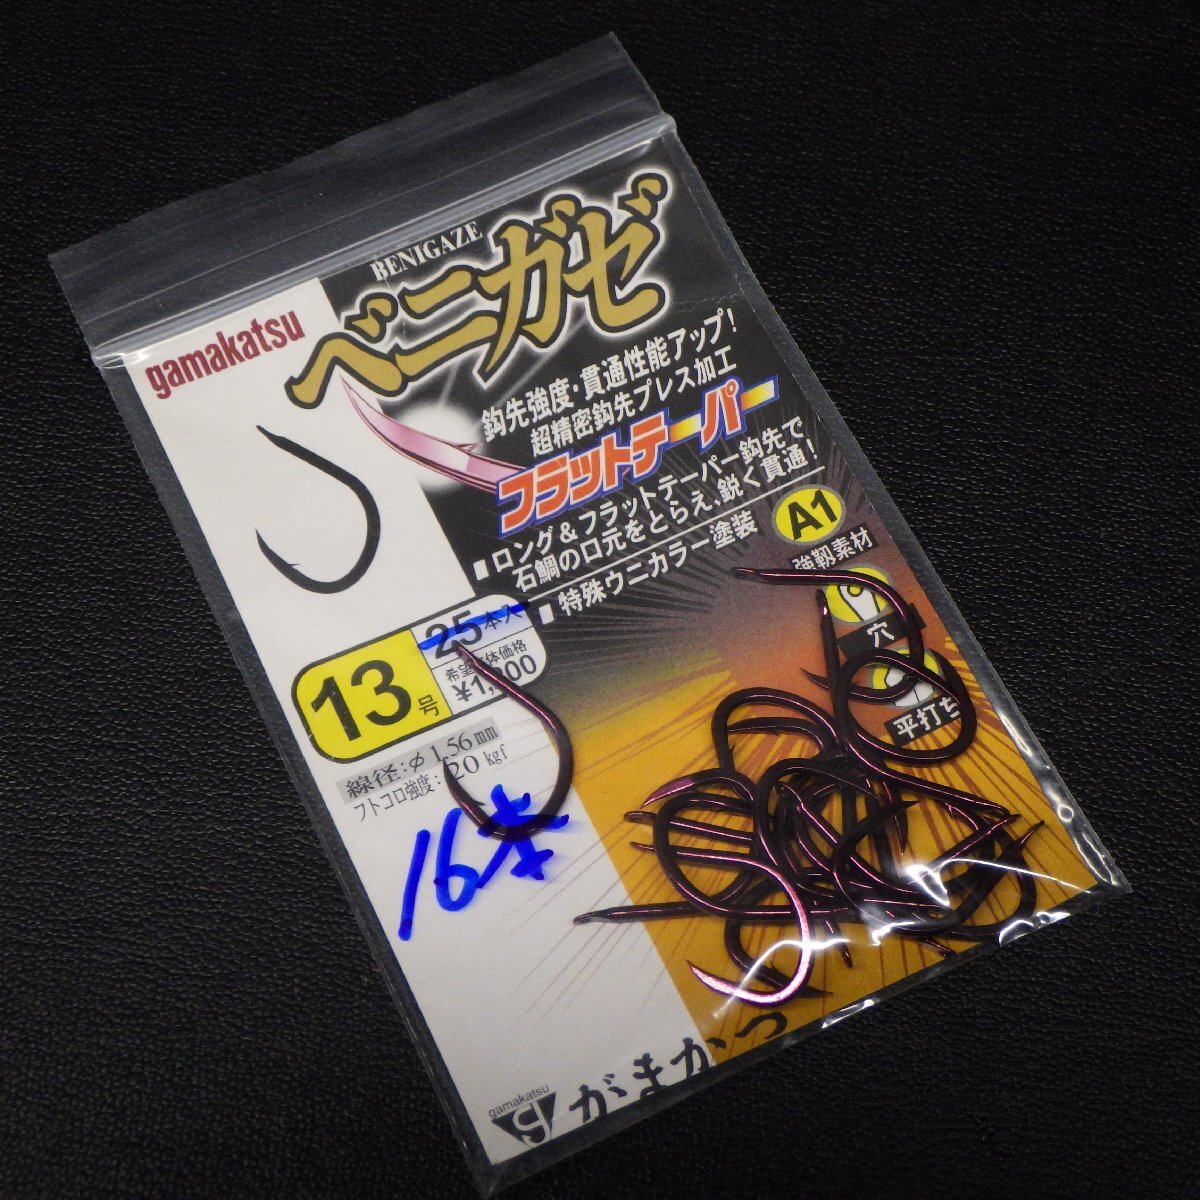 BENIGAZE
ベニガゼ
gamakatsu
鈎先強度・貫通性能アップ!
超精密鈎先プレス加工
フラットテーパー
■ロング&フラットテーパー鈎先で
石鯛の口元をとらえ、鋭く貫通!
■特殊ウニカラー塗装
A1
強靱素材
穴
平打ち
13号
25本入
線径:φ1.56mm
フトコロ強度:20kgf
16本
gamakatsu
がまかつ